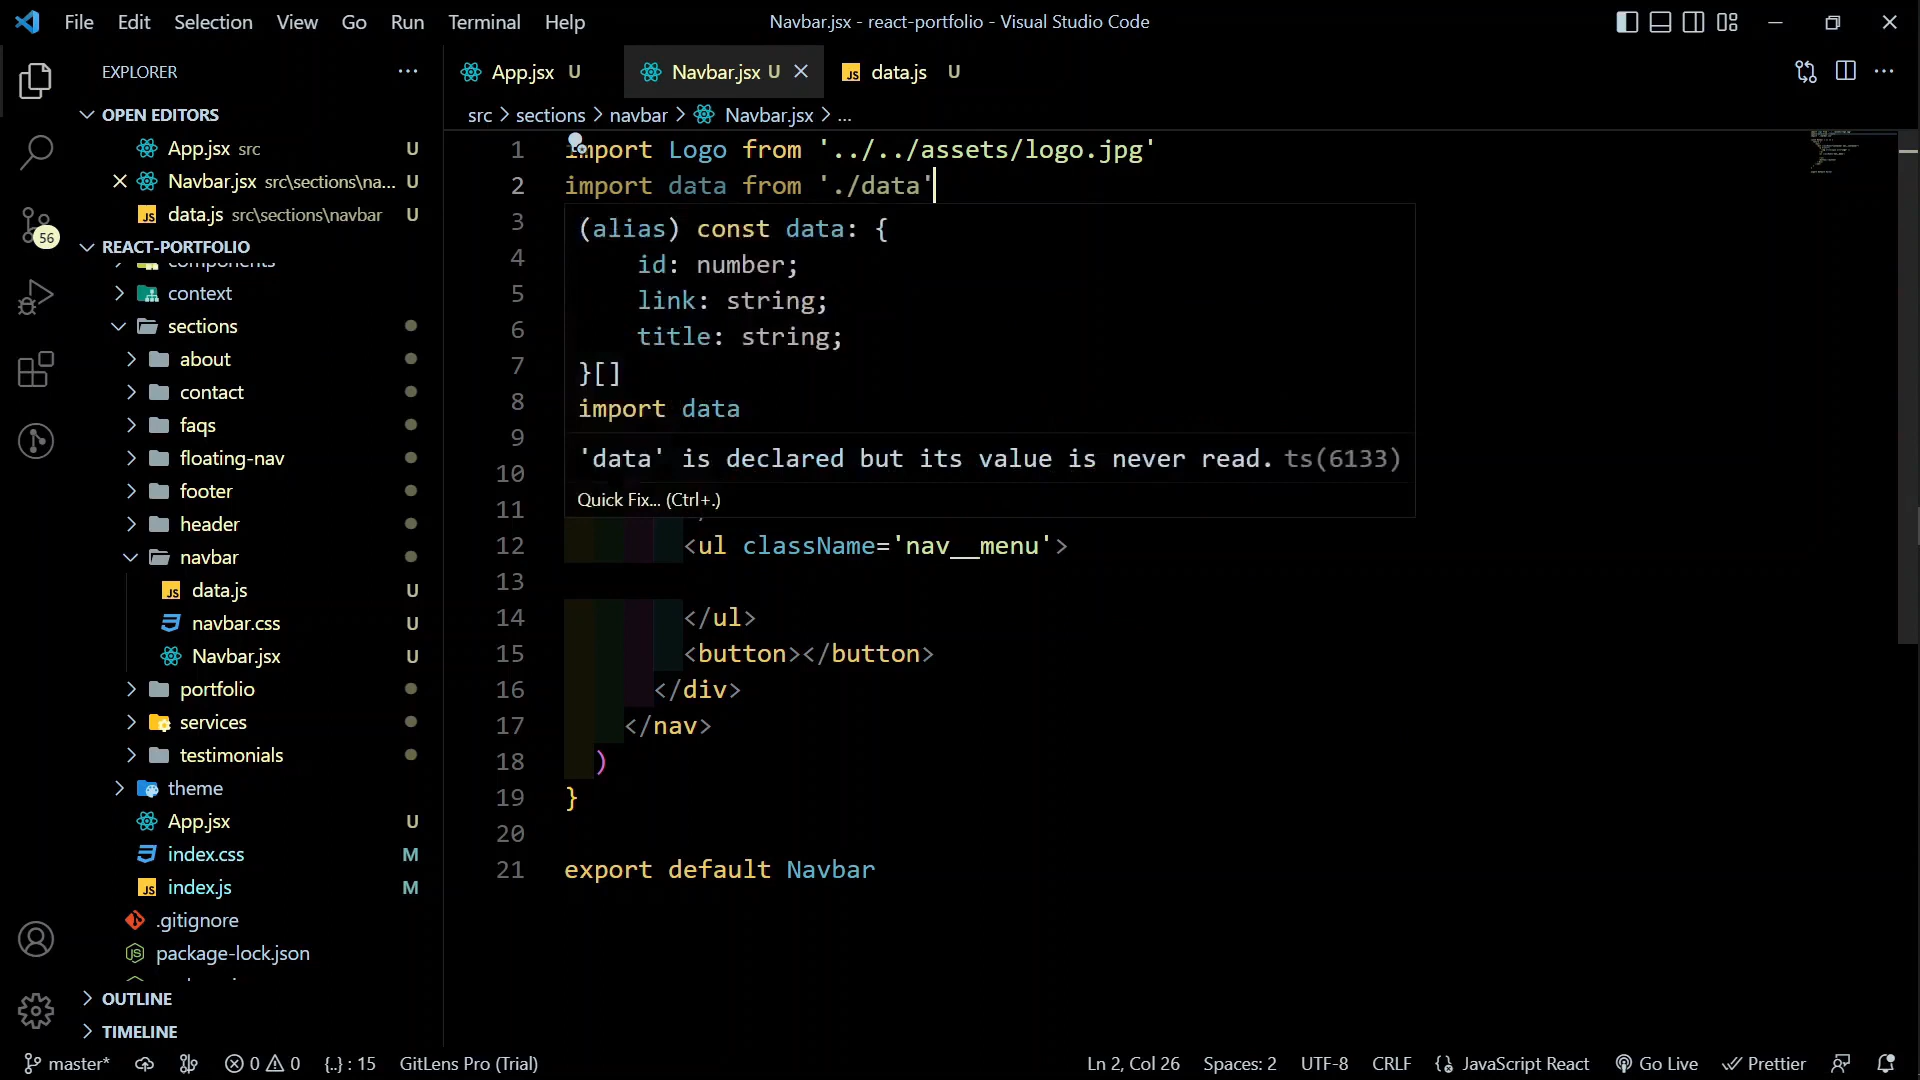 File Edit Selection View Go Run Terminal Help
Navbar.jsx - react-portfolio - Visual Studio Code
EXPLORER
OPEN EDITORS
App.jsx src U
Navbar.jsx src\sections\na... U
data.js src\sections\navbar U
REACT-PORTFOLIO
components
context
sections
about
contact
faqs
floating-nav
footer
header
navbar
data.js U
navbar.css U
Navbar.jsx U
portfolio
services
testimonials
theme
App.jsx U
index.css M
index.js M
.gitignore
package-lock.json
OUTLINE
TIMELINE
56
App.jsx U
Navbar.jsx U
data.js U
src > sections > navbar > Navbar.jsx > ...
1 import Logo from '../../assets/logo.jpg'
2 import data from './data'
3
4
5
6
7
8
9
10
11
(alias) const data: {
id: number;
link: string;
title: string;
}[]
import data
'data' is declared but its value is never read. ts(6133)
Quick Fix... (Ctrl+.)
12 <ul className='nav__menu'>
13
14 </ul>
15 <button></button>
16 </div>
17 </nav>
18 )
19 }
20
21 export default Navbar
master* 0 0 {..} : 15 GitLens Pro (Trial)
Ln 2, Col 26 Spaces: 2 UTF-8 CRLF JavaScript React Go Live Prettier